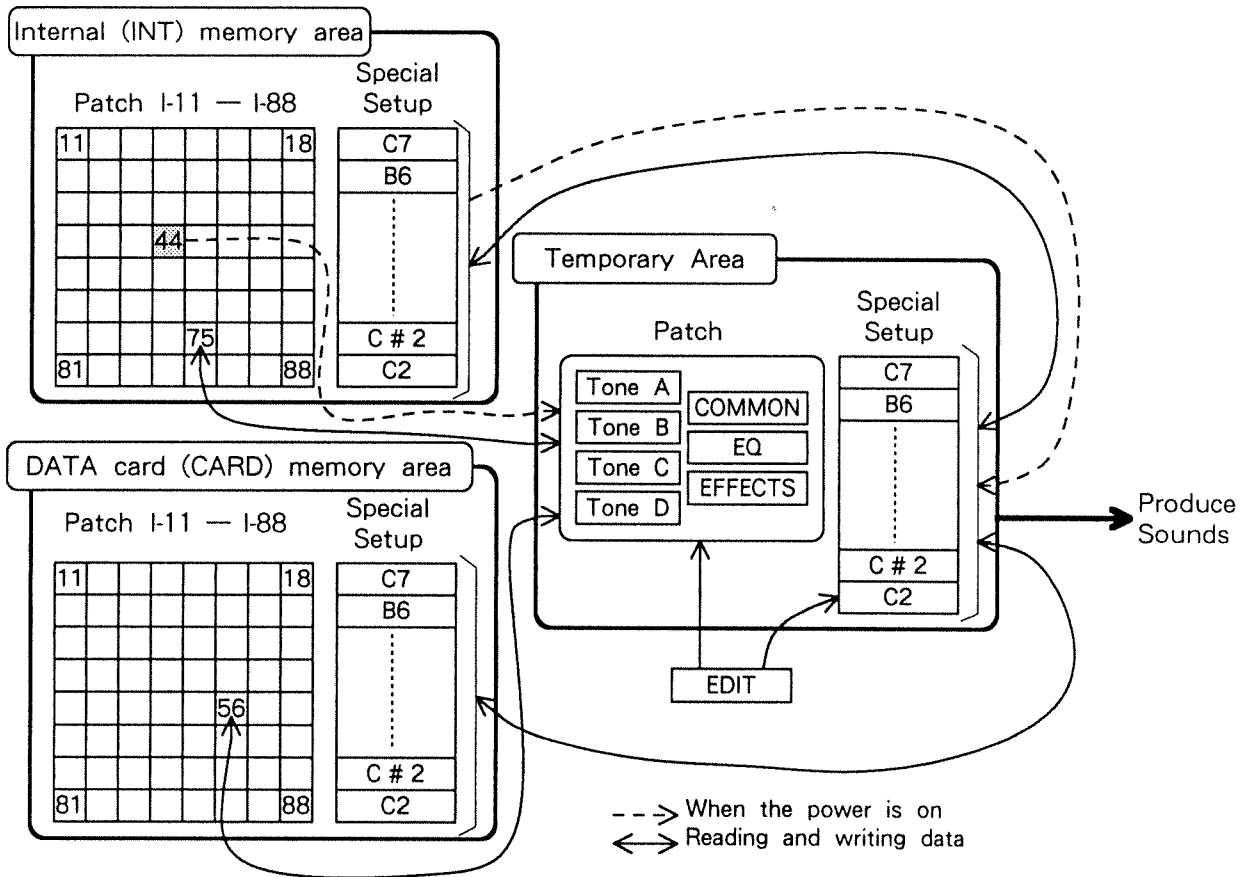 Internal (INT) memory area
Patch I-11 — I-88
Special
Setup
11
18
44
75
81
88
C7
B6
C # 2
C2
Temporary Area
Patch
Special
Setup
Tone A
Tone B
Tone C
Tone D
COMMON
EQ
EFFECTS
C7
B6
C # 2
C2
EDIT
Produce
Sounds
DATA card (CARD) memory area
Patch I-11 — I-88
Special
Setup
11
18
56
81
88
C7
B6
C # 2
C2
When the power is on
Reading and writing data